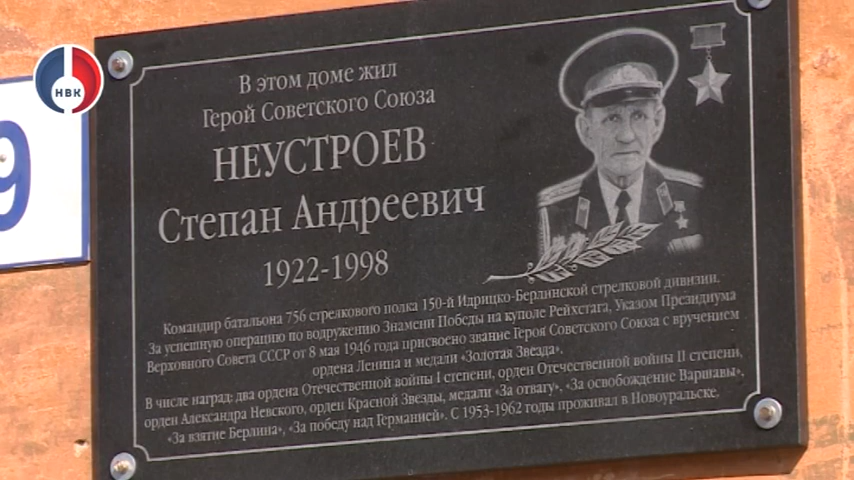 НВК
9
В этом доме жил
Герой Советского Союза
НЕУСТРОЕВ
Степан Андреевич
1922-1998
Командир батальона 756 стрелкового полка 150-й Идрицко-Берлинской стрелковой дивизии.
За успешную операцию по водружению Знамени Победы на куполе Рейхстага, Указом Президиума
Верховного Совета СССР от 8 мая 1946 года присвоено звание Героя Советского Союза с вручением
ордена Ленина и медали «Золотая Звезда».
В числе наград: два ордена Отечественной войны I степени, орден Отечественной войны II степени,
орден Александра Невского, орден Красной Звезды, медали «За отвагу», «За освобождение Варшавы»,
«За взятие Берлина», «За победу над Германией». С 1953-1962 годы проживал в Новоуральске.